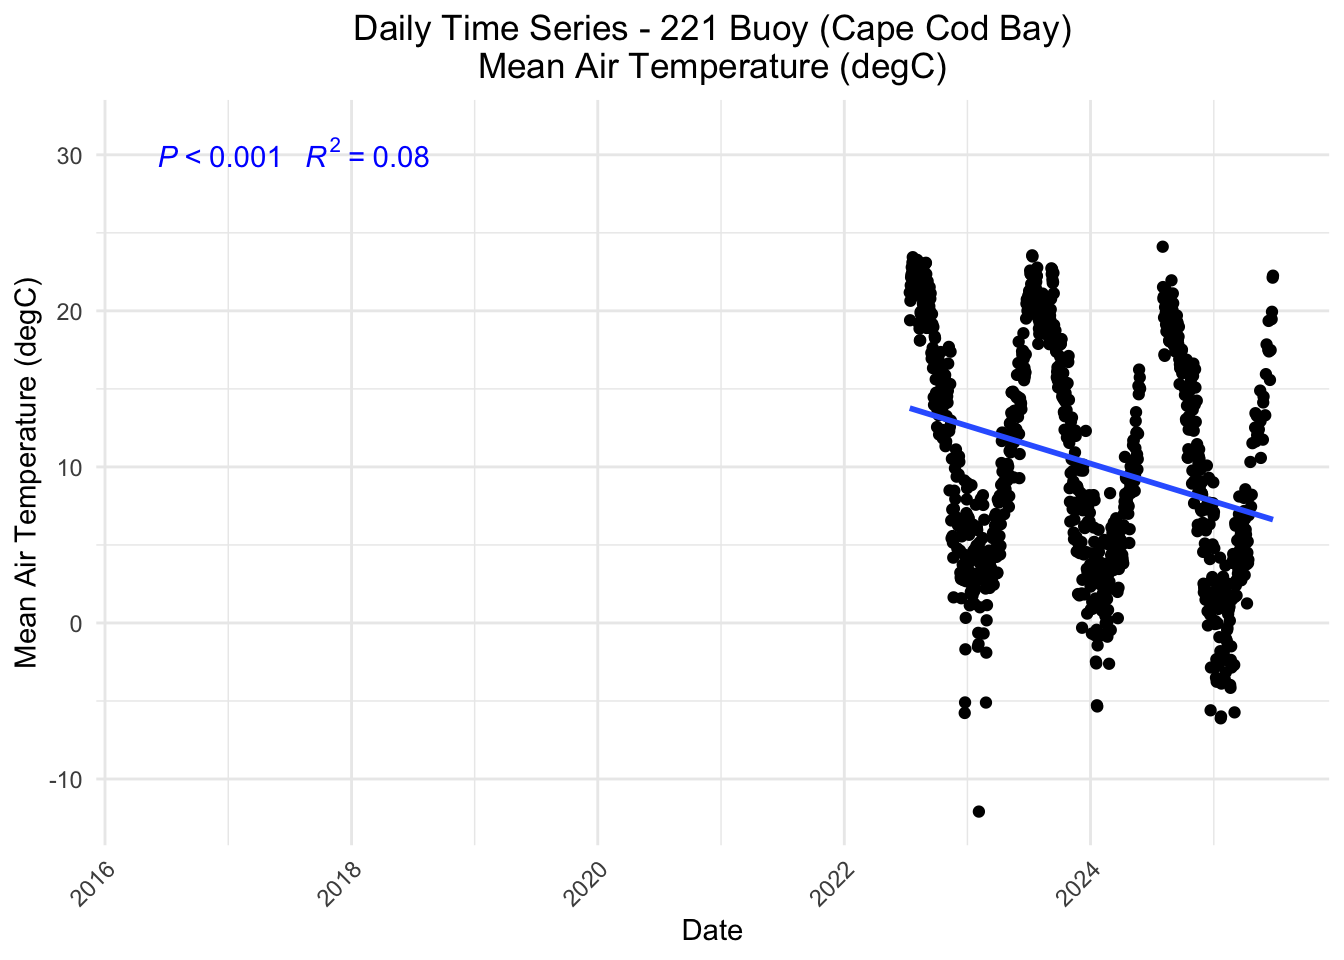 Daily Time Series - 221 Buoy (Cape Cod Bay)
Mean Air Temperature (degC)
P < 0.001 R² = 0.08
30
20
10
0
-10
Mean Air Temperature (degC)
2016
2018
2020
2022
2024
Date